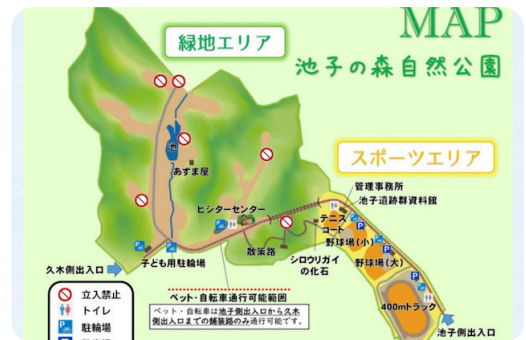 MAP
緑地エリア
池子の森自然公園
池
あずま屋
スポーツエリア
管理事務所
池子遺跡群資料館
ビジターセンター
テニス
コート
野球場(小)
散策路
シロウリガイ
の化石
野球場(大)
子ども用駐輪場
久木側出入口
400mトラック
池子側出入口
ペット・自転車通行可能範囲
ペット・自転車は池子側出入口から久木
側出入口までの舗装路のみ通行可能です。
立入禁止
トイレ
駐輪場